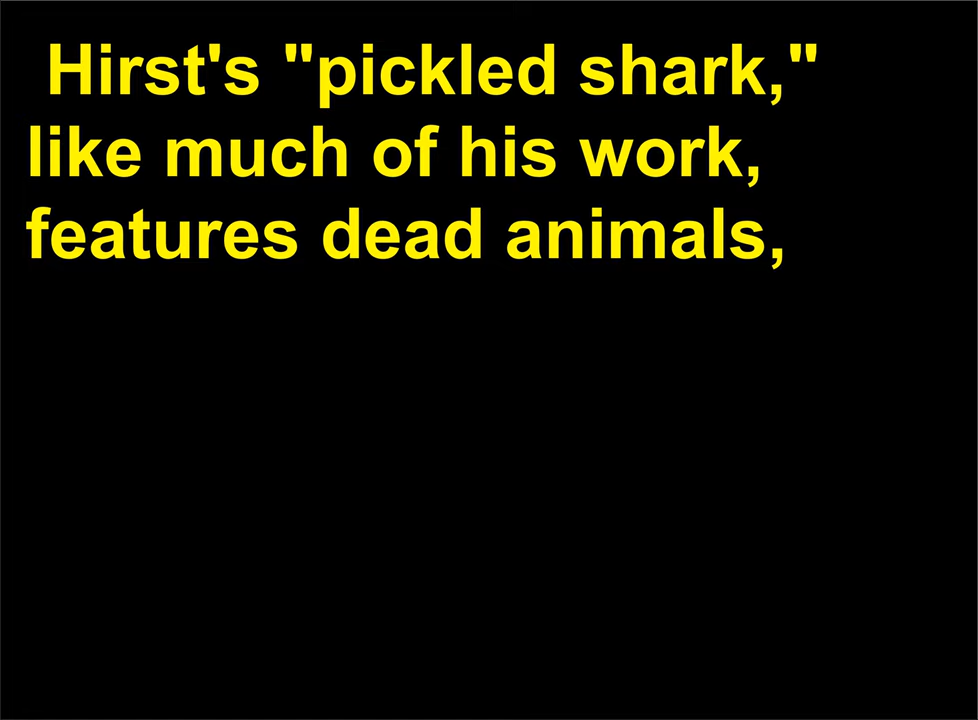 Hirst's "pickled shark,"
like much of his work,
features dead animals,